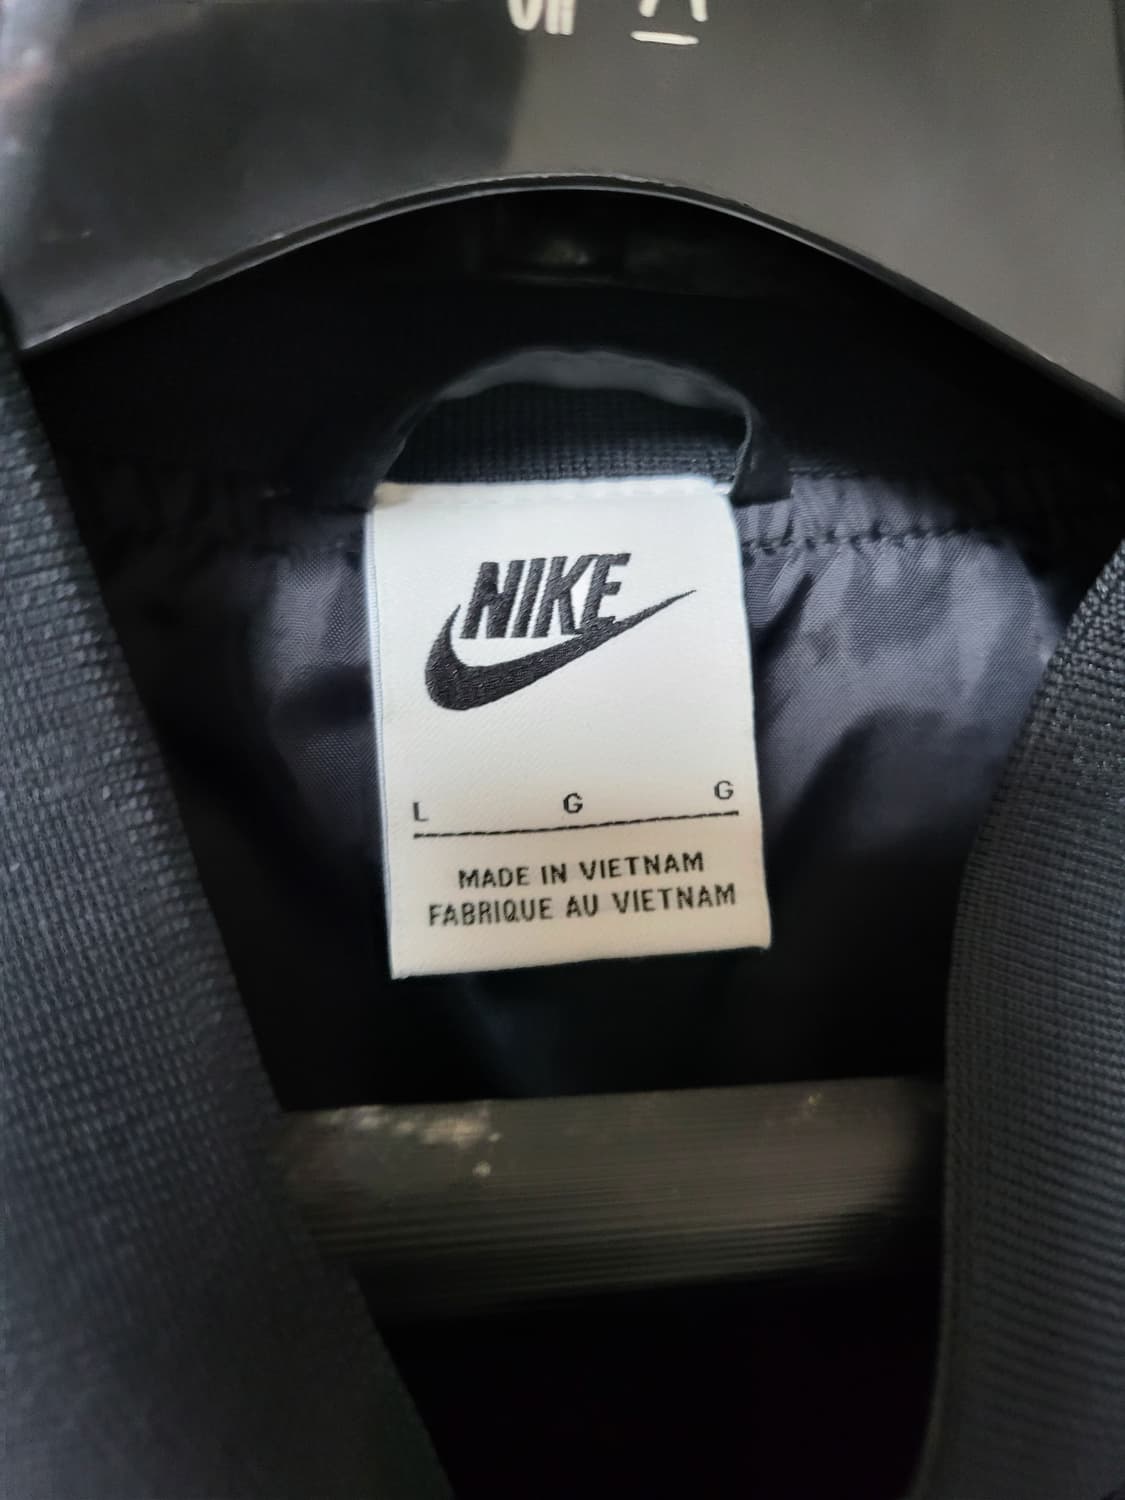 NIKE
L G G
MADE IN VIETNAM
FABRIQUE AU VIETNAM